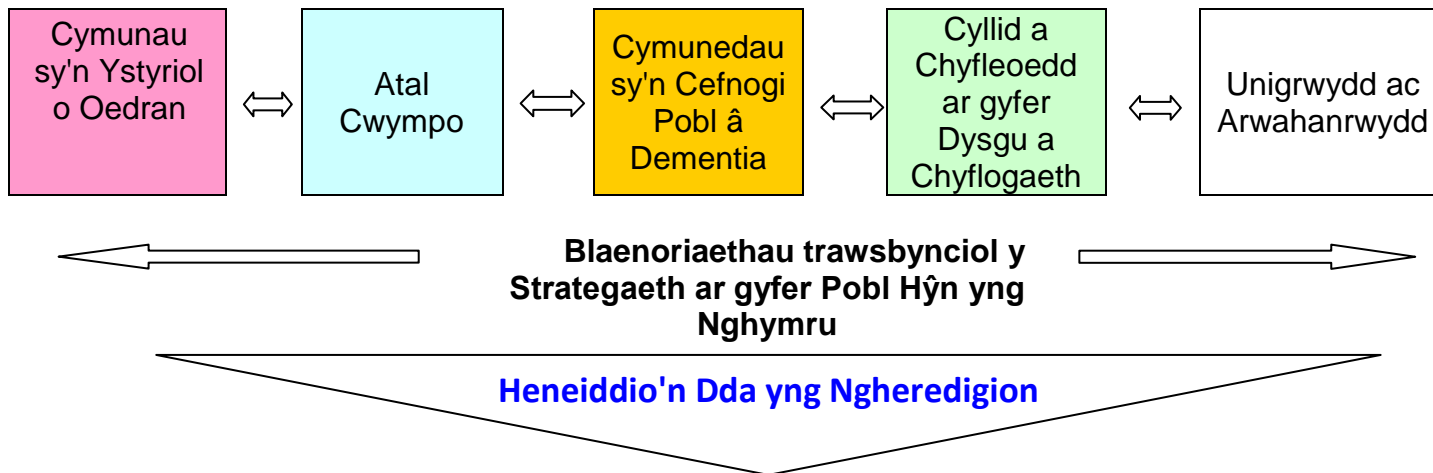 Cymunau
sy'n Ystyriol
o Oedran
Atal
Cwympo
Cymunedau
sy'n Cefnogi
Pobl â
Dementia
Cyllid a
Chyfleoedd
ar gyfer
Dysgu a
Chyflogaeth
Unigrwydd ac
Arwahanrwydd
Blaenoriaethau trawsbynciol y
Strategaeth ar gyfer Pobl Hŷn yng
Nghymru
Heneiddio'n Dda yng Ngheredigion